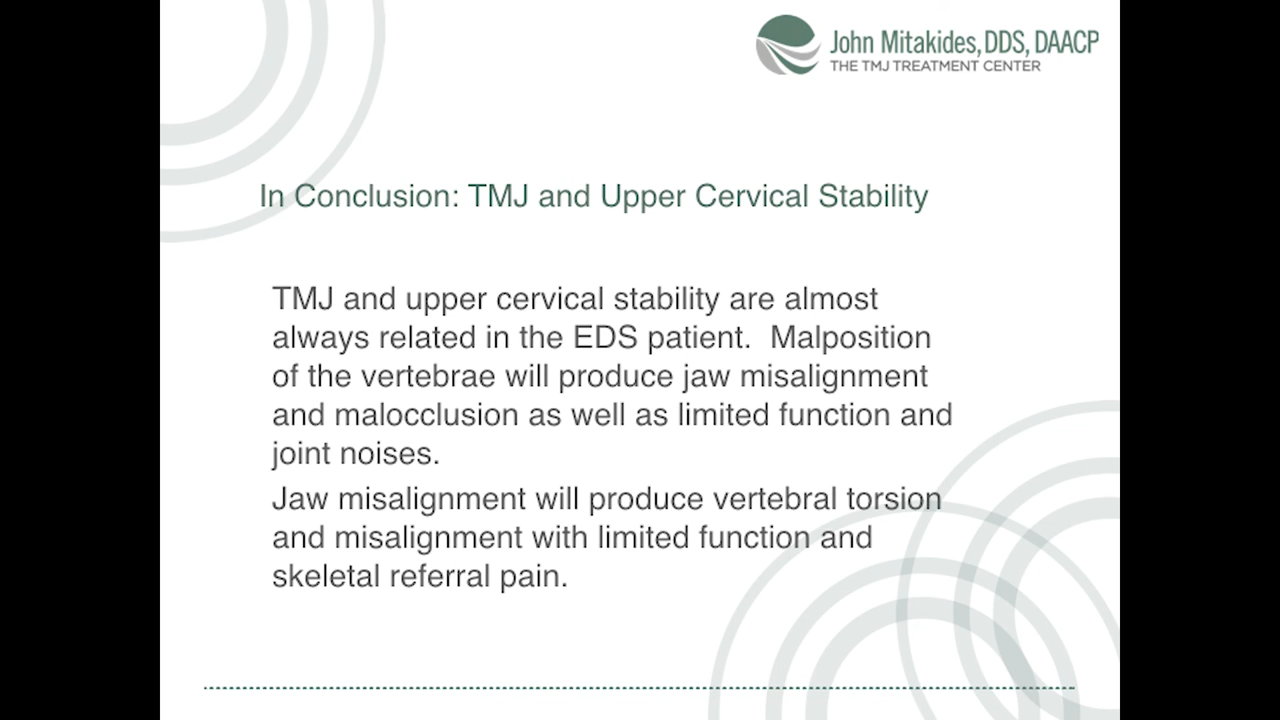 John Mitakides, DDS, DAACP
THE TMJ TREATMENT CENTER
In Conclusion: TMJ and Upper Cervical Stability
TMJ and upper cervical stability are almost
always related in the EDS patient.  Malposition
of the vertebrae will produce jaw misalignment
and malocclusion as well as limited function and
joint noises.
Jaw misalignment will produce vertebral torsion
and misalignment with limited function and
skeletal referral pain.